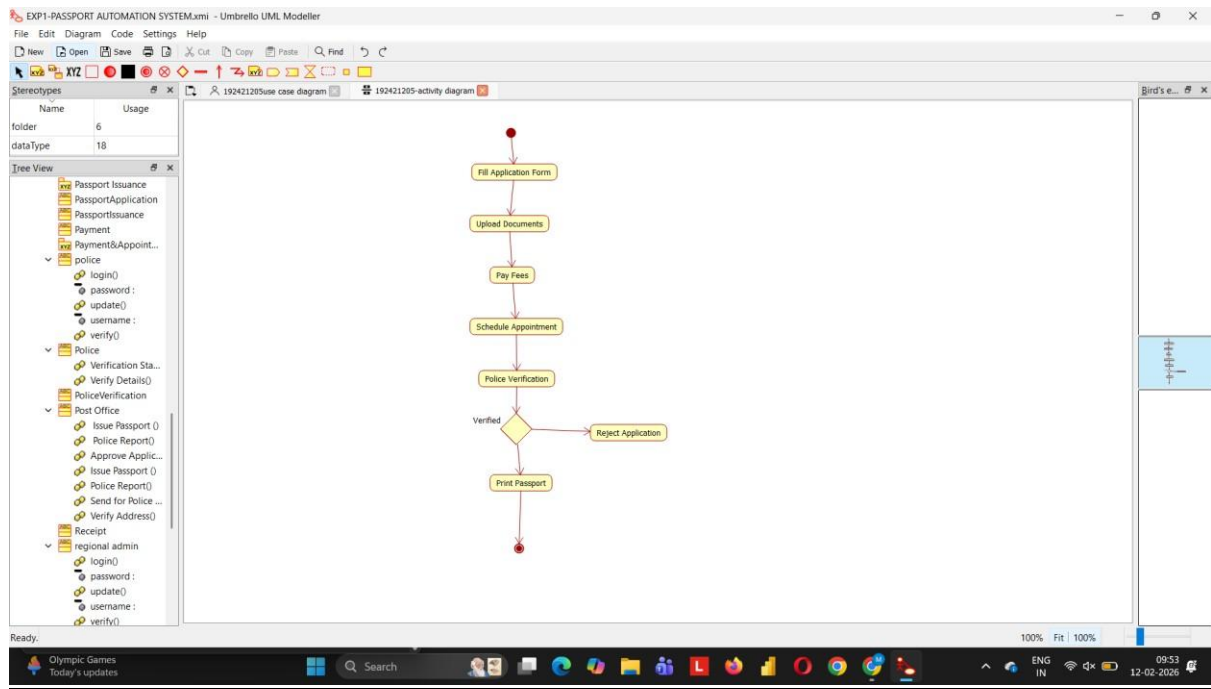 EXP1-PASSPORT AUTOMATION SYSTEM.xmi - Umbrello UML Modeller
File Edit Diagram Code Settings Help
New Open Save Cut Copy Paste Find
XYZ
Stereotypes
192421205use case diagram
192421205-activity diagram
Bird's e...
Name Usage
folder 6
dataType 18
Tree View
Passport Issuance
PassportApplication
PassportIssuance
Payment
Payment&Appoint...
police
login()
password :
update()
username :
verify()
Police
Verification Sta...
Verify Details()
PoliceVerification
Post Office
Issue Passport ()
Police Report()
Approve Applic...
Issue Passport ()
Police Report()
Send for Police ...
Verify Address()
Receipt
regional admin
login()
password :
update()
username :
verify()
Fill Application Form
Upload Documents
Pay Fees
Schedule Appointment
Police Verification
Verified
Reject Application
Print Passport
Ready.
100% Fit 100%
Olympic Games
Today's updates
Search
ENG
IN
09:53
12-02-2026